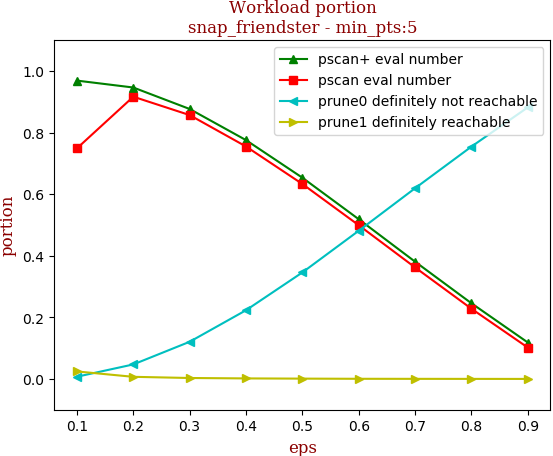 Workload portion
snap_friendster - min_pts:5
pscan+ eval number
pscan eval number
prune0 definitely not reachable
prune1 definitely reachable
portion
1.0
0.8
0.6
0.4
0.2
0.0
0.1 0.2 0.3 0.4 0.5 0.6 0.7 0.8 0.9
eps